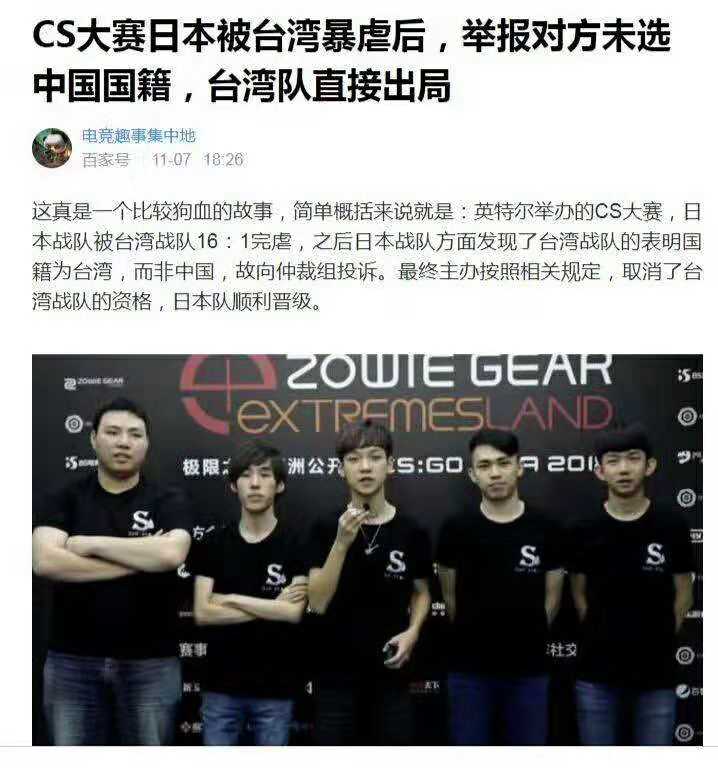 CS大赛日本被台湾暴虐后，举报对方未选
中国国籍，台湾队直接出局
电竞趣事集中地
百家号 11-07 18:26
这真是一个比较狗血的故事，简单概括来说就是：英特尔举办的CS大赛，日
本战队被台湾战队16：1完虐，之后日本战队方面发现了台湾战队的表明国
籍为台湾，而非中国，故向仲裁组投诉。最终主办按照相关规定，取消了台
湾战队的资格，日本队顺利晋级。
ZOWIE GEAR
ZOWIE GEAR
eXTREMESLAND
极限之
洲公开
S:GO
A 201
S
S
S
S
S
赛事
社交
天下